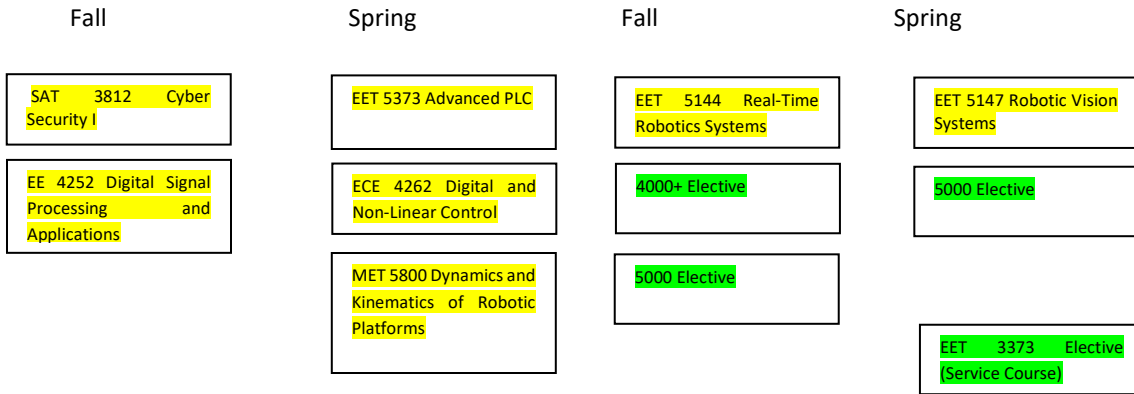 Fall
Spring
Fall
Spring
SAT 3812 Cyber
Security I
EET 5373 Advanced PLC
EET 5144 Real-Time
Robotics Systems
EET 5147 Robotic Vision
Systems
EE 4252 Digital Signal
Processing and
Applications
ECE 4262 Digital and
Non-Linear Control
4000+ Elective
5000 Elective
MET 5800 Dynamics and
Kinematics of Robotic
Platforms
5000 Elective
EET 3373 Elective
(Service Course)